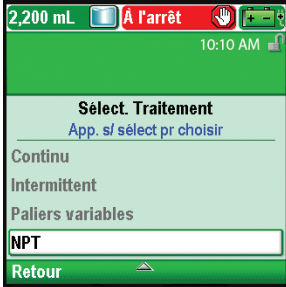 2,200 mL À l'arrêt
10:10 AM
Sélect. Traitement
App. s/ sélect pr choisir
Continu
Intermittent
Paliers variables
NPT
Retour